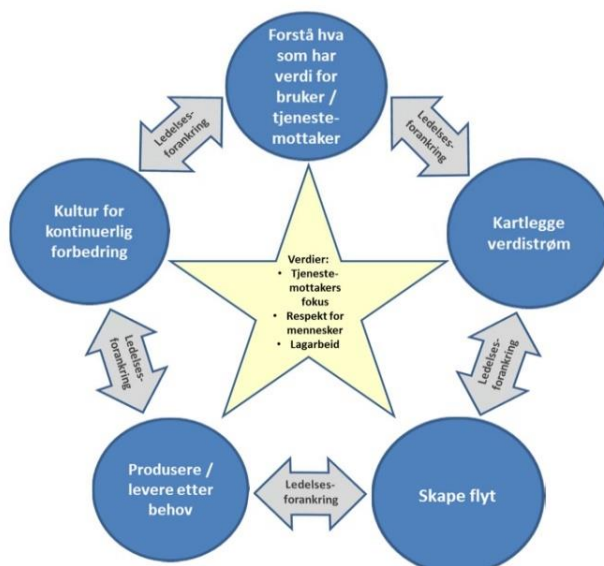 Forstå hva
som har
verdi for
bruker /
tjeneste-
mottaker
Ledelses-
forankring
Ledelses-
forankring
Kultur for
kontinuerlig
forbedring
Kartlegge
verdistrøm
Verdier:
• Tjeneste-
mottakers
fokus
• Respekt for
mennesker
• Lagarbeid
Ledelses-
forankring
Ledelses-
forankring
Produsere /
levere etter
behov
Ledelses-
forankring
Skape flyt